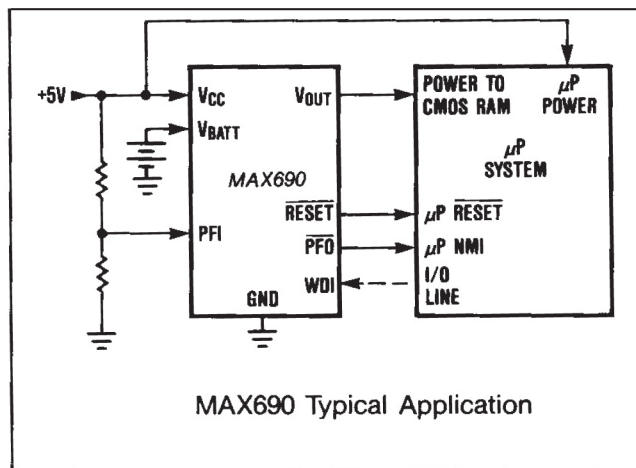 +5V
VCC
VBATT
PFI
VOUT
MAX690
RESET
PFO
WDI
GND
POWER TO
CMOS RAM
µP
POWER
µP
SYSTEM
µP RESET
µP NMI
I/O
LINE
MAX690 Typical Application